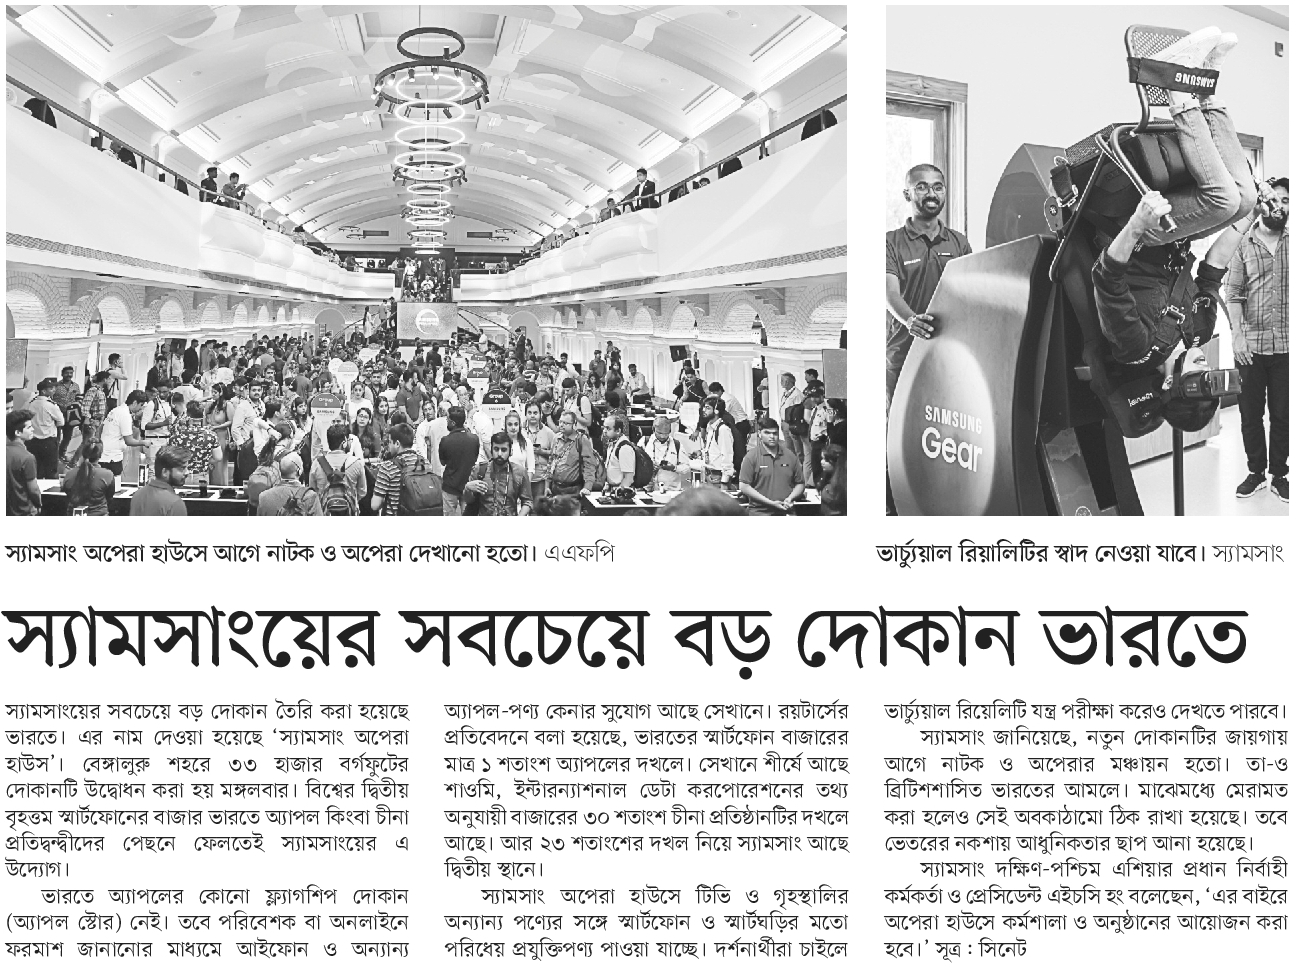 SAMSUNG
SAMSUNG
Gear
স্যামসাং অপেরা হাউসে আগে নাটক ও অপেরা দেখানো হতো। এএফপি
ভার্চ্যুয়াল রিয়ালিটির স্বাদ নেওয়া যাবে। স্যামসাং
স্যামসাংয়ের সবচেয়ে বড় দোকান ভারতে
স্যামসাংয়ের সবচেয়ে বড় দোকান তৈরি করা হয়েছে
ভারতে। এর নাম দেওয়া হয়েছে ‘স্যামসাং অপেরা
হাউস’। বেঙ্গালুরু শহরে ৩৩ হাজার বর্গফুটের
দোকানটি উদ্বোধন করা হয় মঙ্গলবার। বিশ্বের দ্বিতীয়
বৃহত্তম স্মার্টফোনের বাজার ভারতে অ্যাপল কিংবা চীনা
প্রতিদ্বন্দ্বীদের পেছনে ফেলতেই স্যামসাংয়ের এ
উদ্যোগ।
ভারতে অ্যাপলের কোনো ফ্ল্যাগশিপ দোকান
(অ্যাপল স্টোর) নেই। তবে পরিবেশক বা অনলাইনে
ফরমাশ জানানোর মাধ্যমে আইফোন ও অন্যান্য
অ্যাপল-পণ্য কেনার সুযোগ আছে সেখানে। রয়টার্সের
প্রতিবেদনে বলা হয়েছে, ভারতের স্মার্টফোন বাজারের
মাত্র ১ শতাংশ অ্যাপলের দখলে। সেখানে শীর্ষে আছে
শাওমি, ইন্টারন্যাশনাল ডেটা করপোরেশনের তথ্য
অনুযায়ী বাজারের ৩০ শতাংশ চীনা প্রতিষ্ঠানটির দখলে
আছে। আর ২৩ শতাংশের দখল নিয়ে স্যামসাং আছে
দ্বিতীয় স্থানে।
স্যামসাং অপেরা হাউসে টিভি ও গৃহস্থালির
অন্যান্য পণ্যের সঙ্গে স্মার্টফোন ও স্মার্টঘড়ির মতো
পরিধেয় প্রযুক্তিপণ্য পাওয়া যাচ্ছে। দর্শনার্থীরা চাইলে
ভার্চ্যুয়াল রিয়েলিটি যন্ত্র পরীক্ষা করেও দেখতে পারবে।
স্যামসাং জানিয়েছে, নতুন দোকানটির জায়গায়
আগে নাটক ও অপেরার মঞ্চায়ন হতো। তা-ও
ব্রিটিশশাসিত ভারতের আমলে। মাঝেমধ্যে মেরামত
করা হলেও সেই অবকাঠামো ঠিক রাখা হয়েছে। তবে
ভেতরের নকশায় আধুনিকতার ছাপ আনা হয়েছে।
স্যামসাং দক্ষিণ-পশ্চিম এশিয়ার প্রধান নির্বাহী
কর্মকর্তা ও প্রেসিডেন্ট এইচসি হং বলেছেন, ‘এর বাইরে
অপেরা হাউসে কর্মশালা ও অনুষ্ঠানের আয়োজন করা
হবে।’ সূত্র : সিনেট